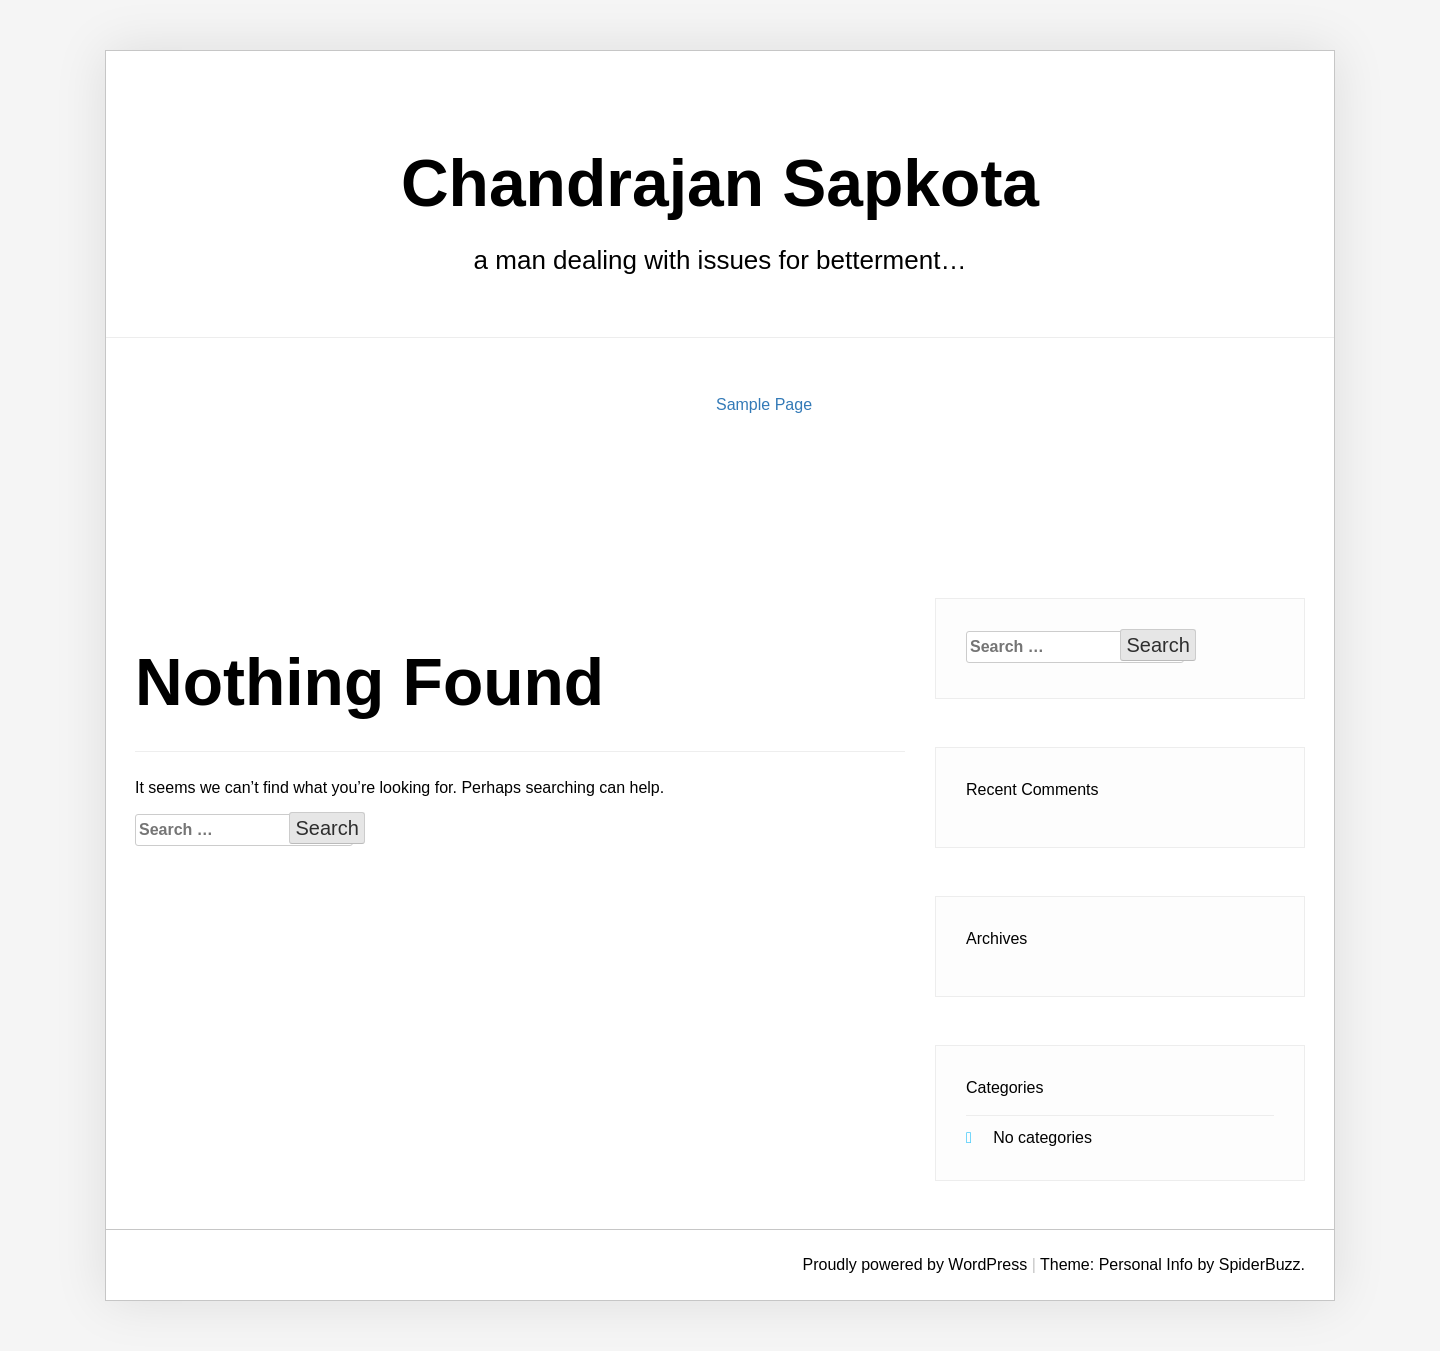 Chandrajan Sapkota
a man dealing with issues for betterment…
Sample Page
Nothing Found
It seems we can’t find what you’re looking for. Perhaps searching can help.
Search … Search
Search … Search
Recent Comments
Archives
Categories
No categories
Proudly powered by WordPress | Theme: Personal Info by SpiderBuzz.